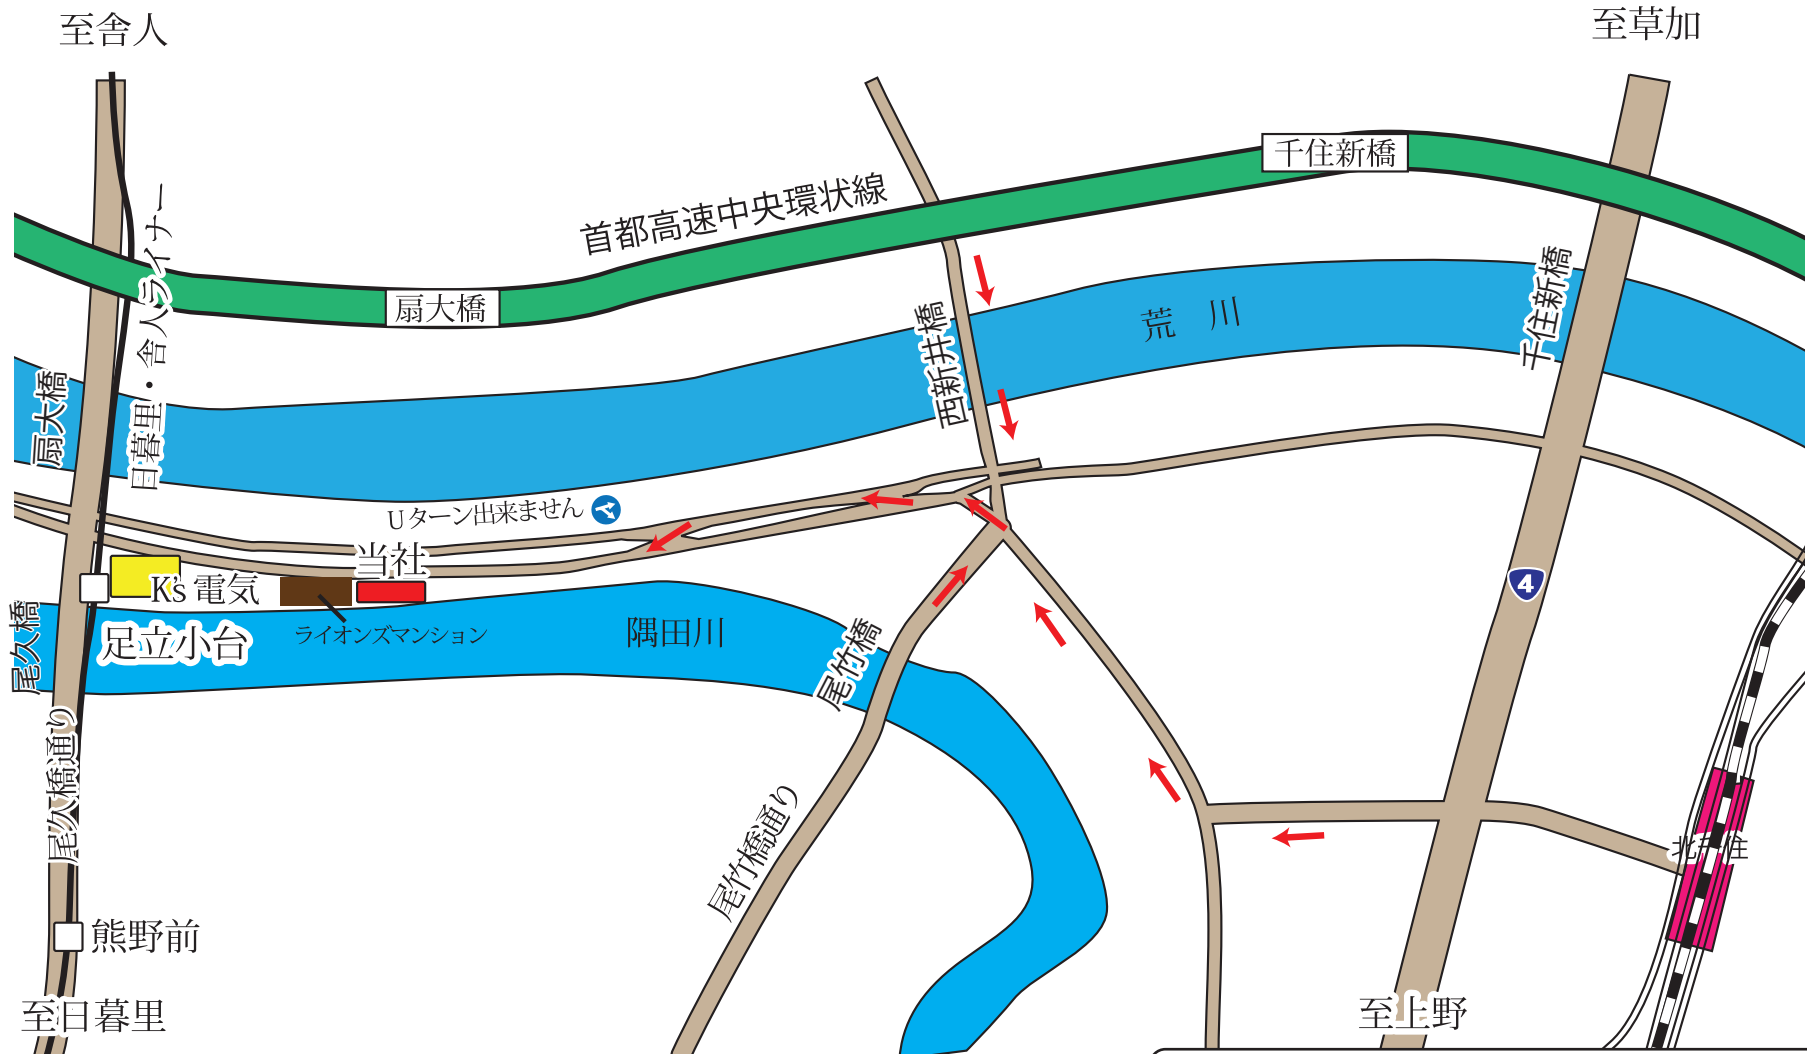 至舎人
至草加
千住新橋
首都高速中央環状線
扇大橋
日暮里・舎人ライナー
荒 川
千住新橋
西新井橋
扇大橋
Uターン出来ません
当社
K's 電気
4
尾久橋
足立小台
ライオンズマンション
隅田川
尾竹橋
尾久橋通り
尾竹橋通り
北千住
熊野前
至日暮里
至上野